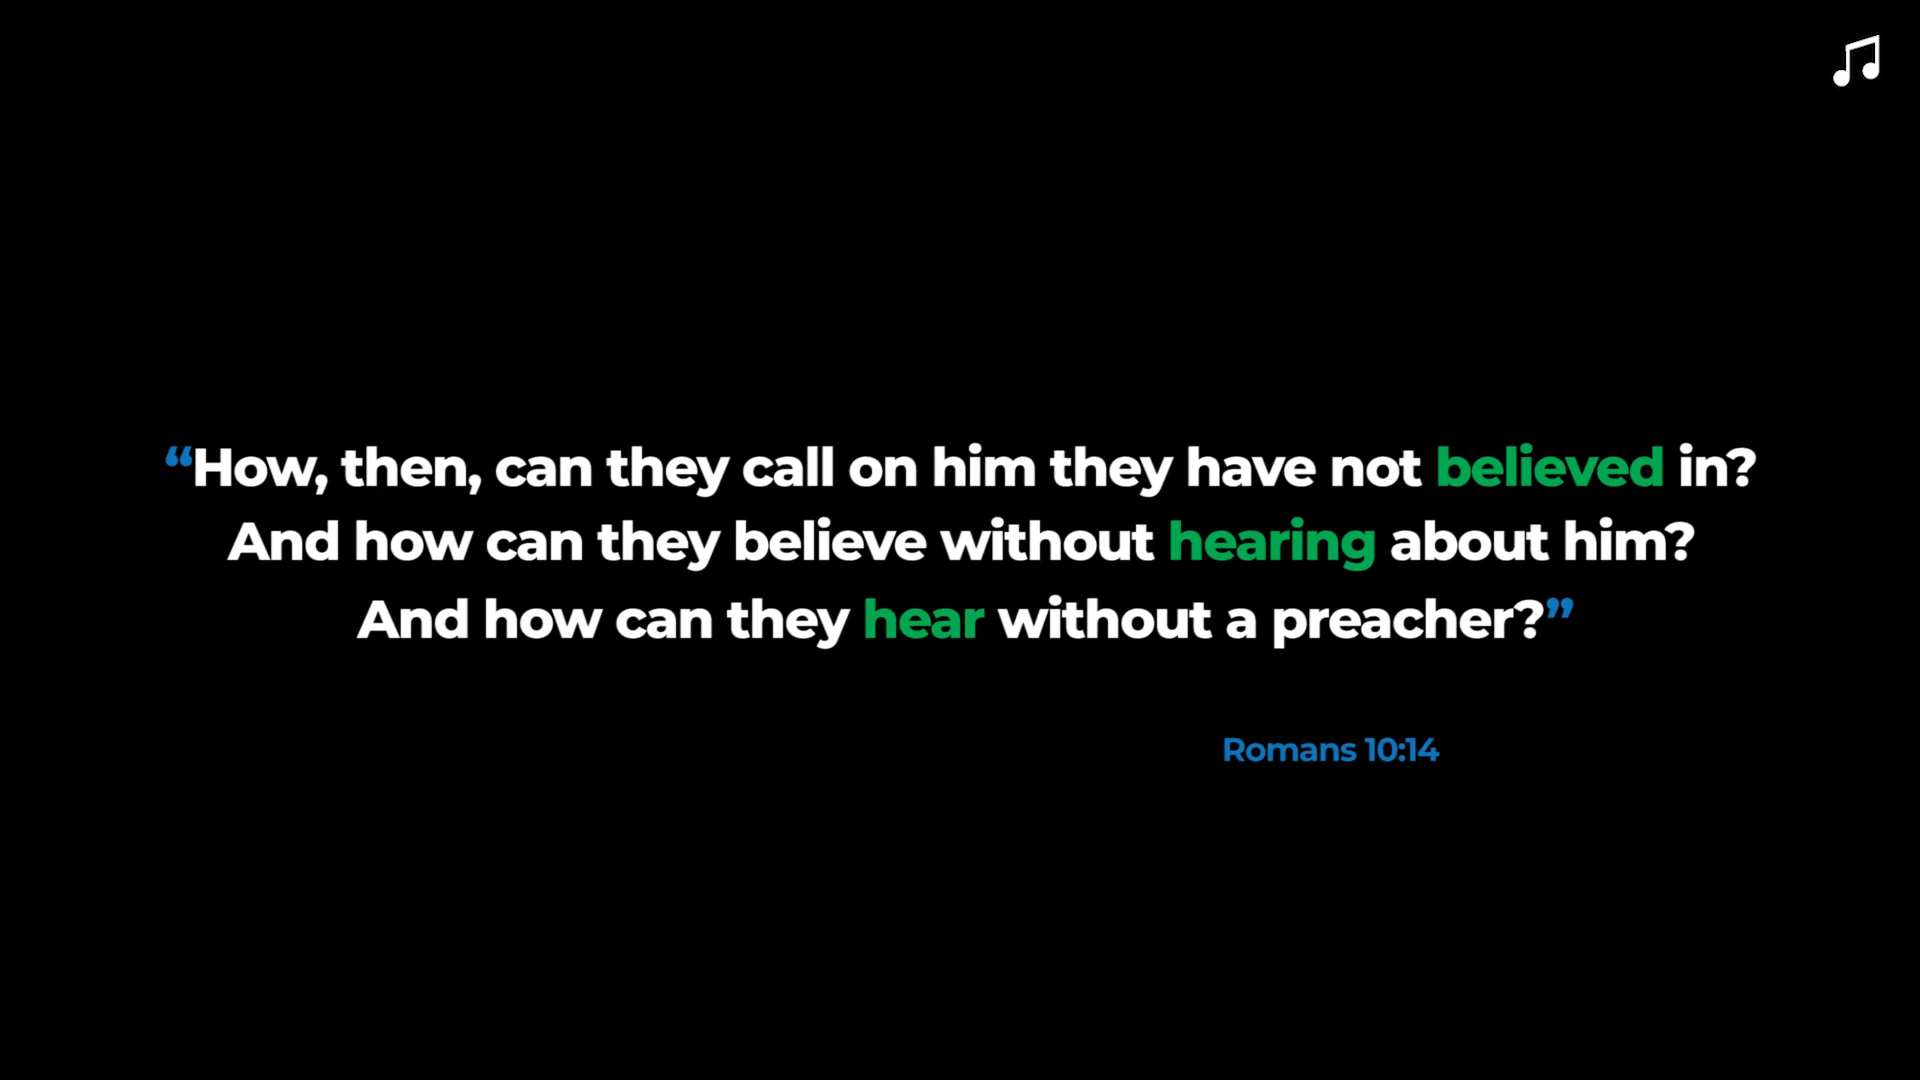 “How, then, can they call on him they have not believed in?
And how can they believe without hearing about him?
And how can they hear without a preacher?”
Romans 10:14